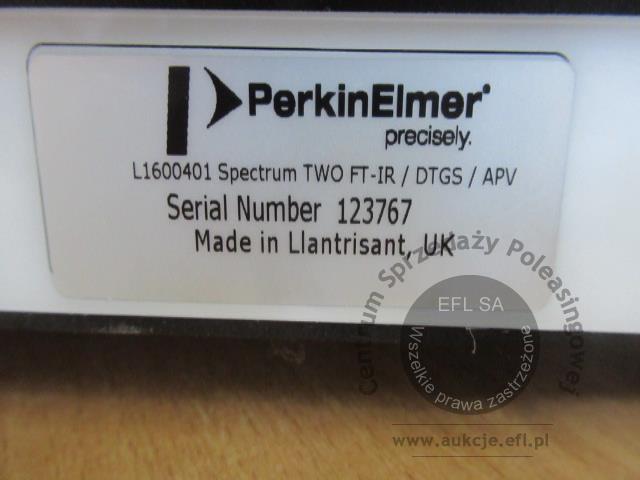 PerkinElmer
precisely.
L1600401 Spectrum TWO FT-IR / DTGS / APV
Serial Number 123767
Made in Llantrisant, UK
Centrum Sprzedaży Poleasingowej
EFL SA
Wszelkie prawa zastrzeżone
www.aukcje.efl.pl